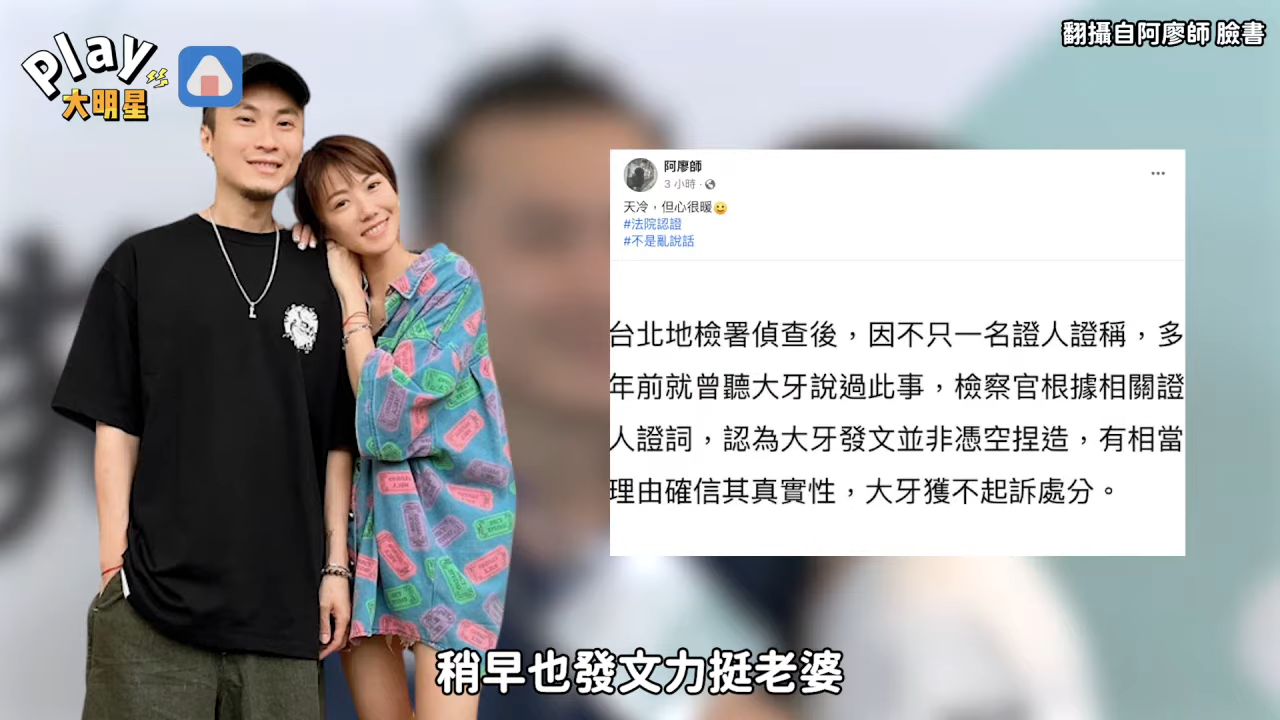 Play
大明星
翻攝自阿廖師 臉書
阿廖師
3 小時
天冷，但心很暖
#法院認證
#不是亂說話
台北地檢署偵查後，因不只一名證人證稱，多
年前就曾聽大牙說過此事，檢察官根據相關證
人證詞，認為大牙發文並非憑空捏造，有相當
理由確信其真實性，大牙獲不起訴處分。
稍早也發文力挺老婆